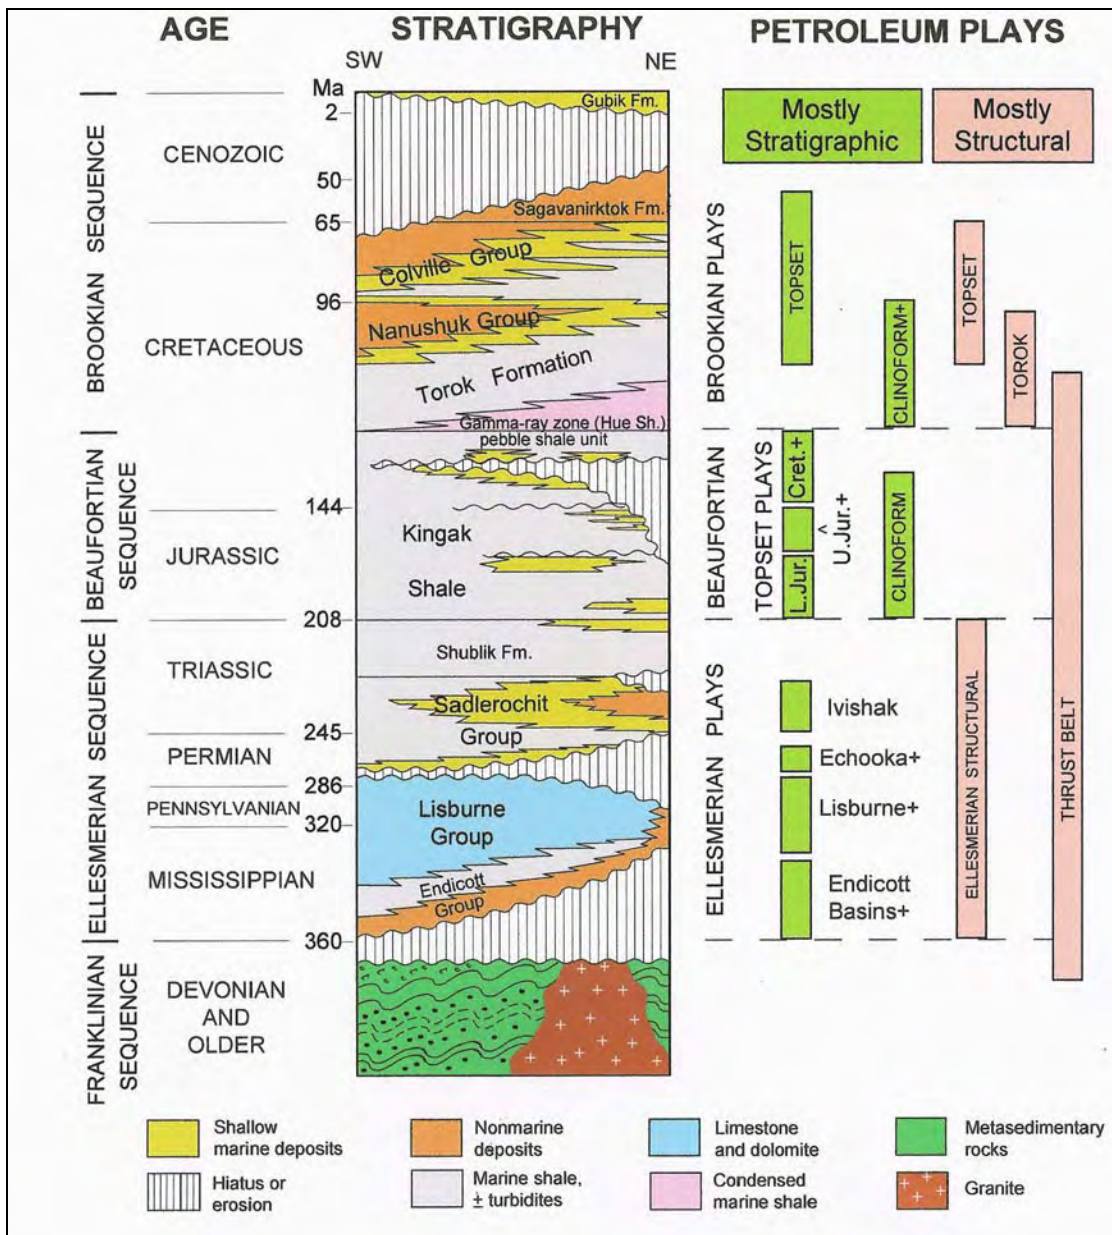 AGE
STRATIGRAPHY
PETROLEUM PLAYS
SW
NE
Ma
2
50
65
96
144
208
245
286
320
360
BROOKIAN SEQUENCE
BEAUFORTIAN
SEQUENCE
ELLESMERIAN SEQUENCE
FRANKLINIAN
SEQUENCE
CENOZOIC
CRETACEOUS
JURASSIC
TRIASSIC
PERMIAN
PENNSYLVANIAN
MISSISSIPPIAN
DEVONIAN
AND
OLDER
Gubik Fm.
Sagavanirktok Fm.
Colville Group
Nanushuk Group
Torok Formation
Gamma-ray zone (Hue Sh.)
pebble shale unit
Kingak
Shale
Shublik Fm.
Sadlerochit
Group
Lisburne
Group
Endicott
Group
Mostly
Stratigraphic
Mostly
Structural
BROOKIAN PLAYS
TOPSET
CLINOFORM+
TOPSET
TOROK
BEAUFORTIAN
TOPSET PLAYS
Cret.+
L.Jur.
U.Jur.+
^
CLINOFORM
ELLESMERIAN PLAYS
Ivishak
Echooka+
Lisburne+
Endicott
Basins+
ELLESMERIAN STRUCTURAL
THRUST BELT
Shallow
marine deposits
Nonmarine
deposits
Limestone
and dolomite
Metasedimentary
rocks
Hiatus or
erosion
Marine shale,
± turbidites
Condensed
marine shale
Granite